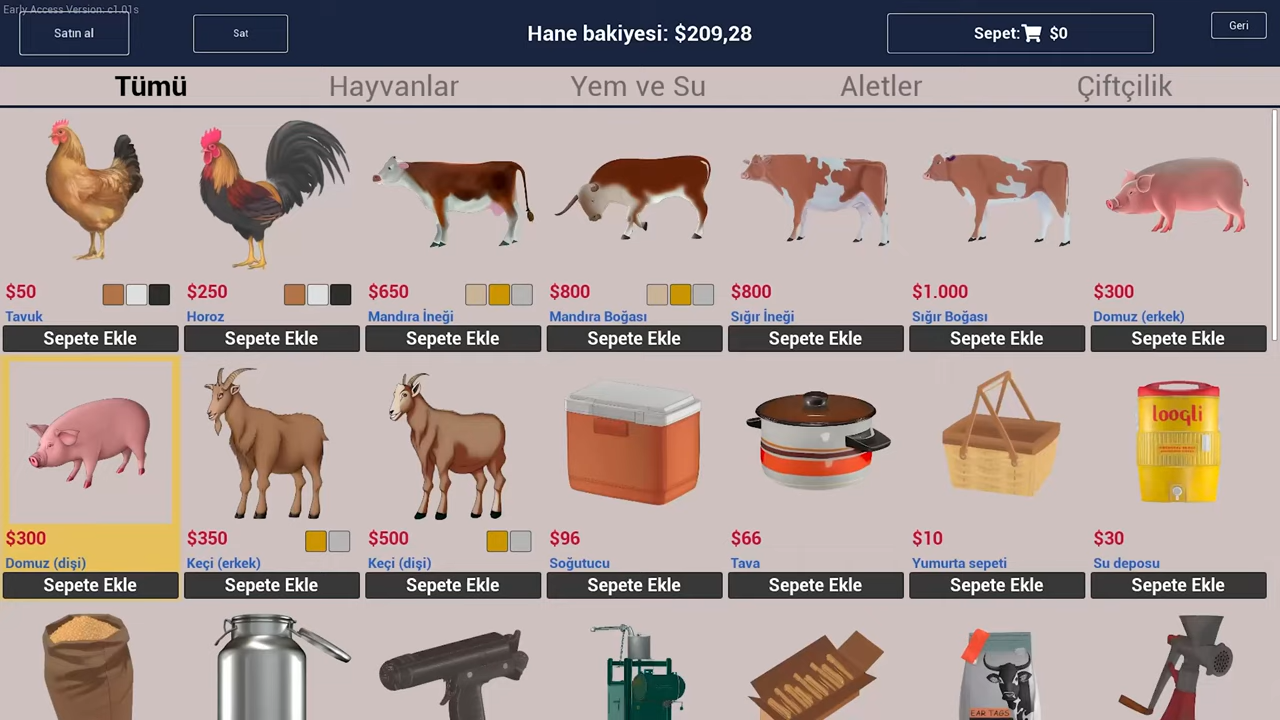 Early Access Version: c1.01s
Satın al
Sat
Hane bakiyesi: $209,28
Sepet: $0
Geri
Tümü
Hayvanlar
Yem ve Su
Aletler
Çiftçilik
$50
$250
$650
$800
$800
$1.000
$300
Tavuk
Horoz
Mandıra İneği
Mandıra Boğası
Sığır İneği
Sığır Boğası
Domuz (erkek)
Sepete Ekle
Sepete Ekle
Sepete Ekle
Sepete Ekle
Sepete Ekle
Sepete Ekle
Sepete Ekle
looqli
$300
$350
$500
$96
$66
$10
$30
Domuz (dişi)
Keçi (erkek)
Keçi (dişi)
Soğutucu
Tava
Yumurta sepeti
Su deposu
Sepete Ekle
Sepete Ekle
Sepete Ekle
Sepete Ekle
Sepete Ekle
Sepete Ekle
Sepete Ekle
EAR TAGS